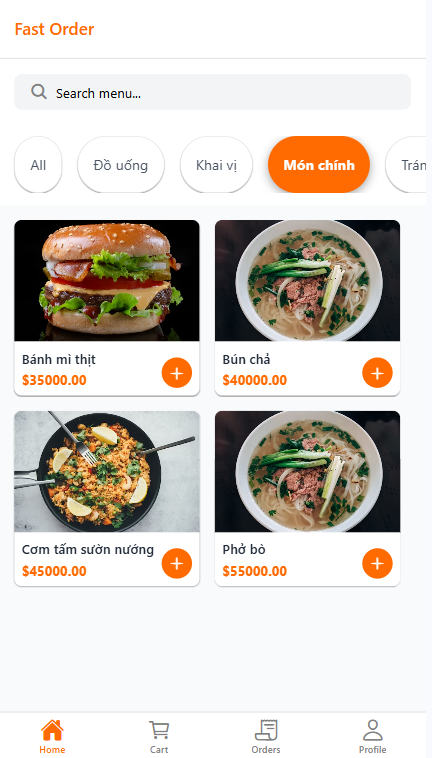 Fast Order
Search menu...
All
Đồ uống
Khai vị
Món chính
Trán
Bánh mì thịt
$35000.00
Bún chả
$40000.00
Cơm tấm sườn nướng
$45000.00
Phở bò
$55000.00
Home
Cart
Orders
Profile